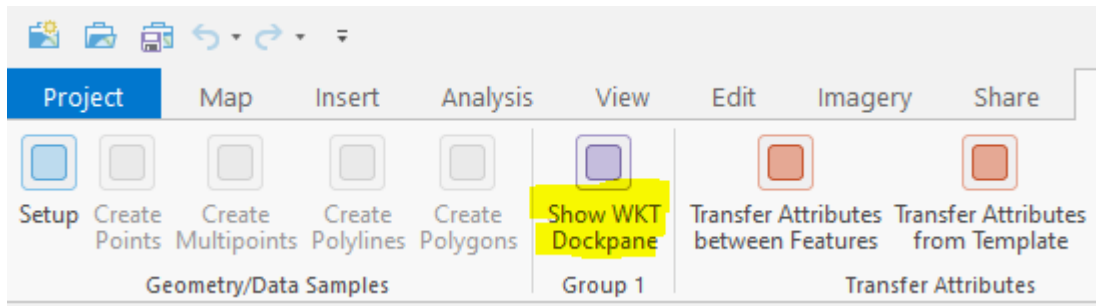 Project Map Insert Analysis View Edit Imagery Share
Setup Create Create Create Create Show WKT Transfer Attributes Transfer Attributes
Points Multipoints Polylines Polygons Dockpane between Features from Template
Geometry/Data Samples Group 1 Transfer Attributes